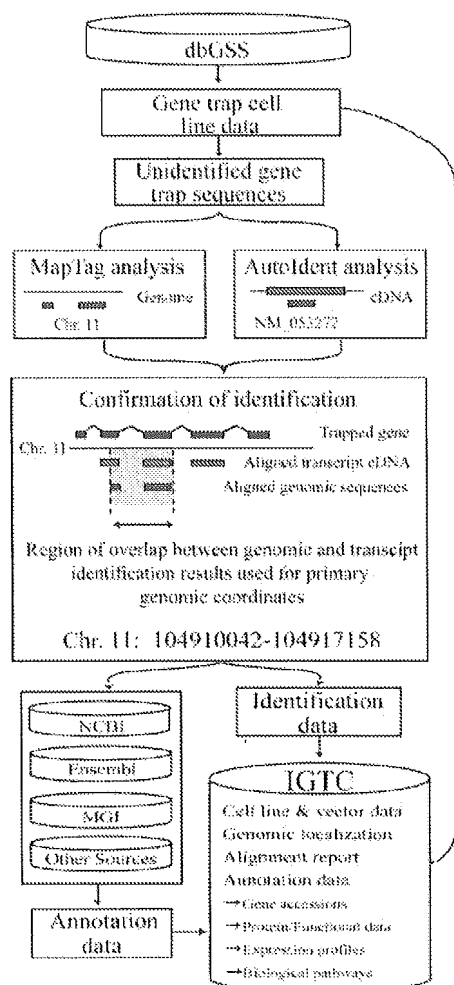 dbGSS
Gene trap cell
line data
Unidentified gene
trap sequences
MapTag analysis
Genome
Chr. 11
AutoIdent analysis
cDNA
NM_053272
Confirmation of identification
Trapped gene
Chr. 11
Aligned transcript cDNA
Aligned genomic sequences
Region of overlap between genomic and transcipt
identification results used for primary
genomic coordinates
Chr. 11: 104910042-104917158
NCBI
Ensembl
MGI
Other Sources
Annotation
data
Identification
data
IGTC
Cell line & vector data
Genomic localization
Alignment report
Annotation data
→Gene accessions
→Protein/Functional data
→Expression profiles
→Biological pathways